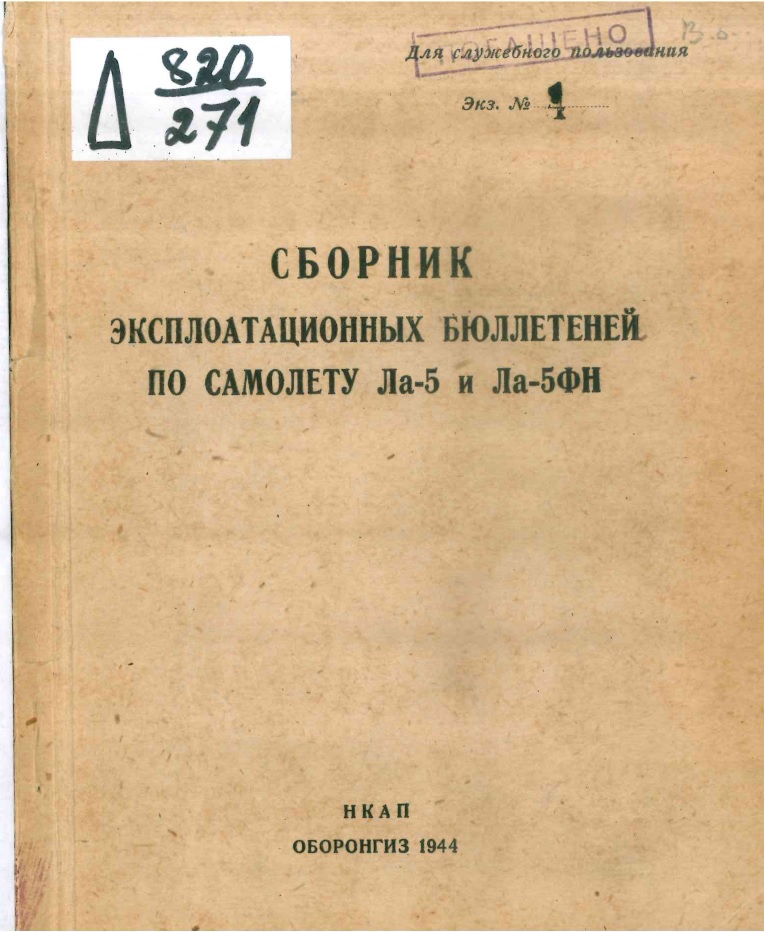 Д 820
271
Для служебного пользования
Экз. № 1
СБОРНИК
ЭКСПЛОАТАЦИОННЫХ БЮЛЛЕТЕНЕЙ
ПО САМОЛЕТУ Ла-5 и Ла-5ФН
НКАП
ОБОРОНГИЗ 1944